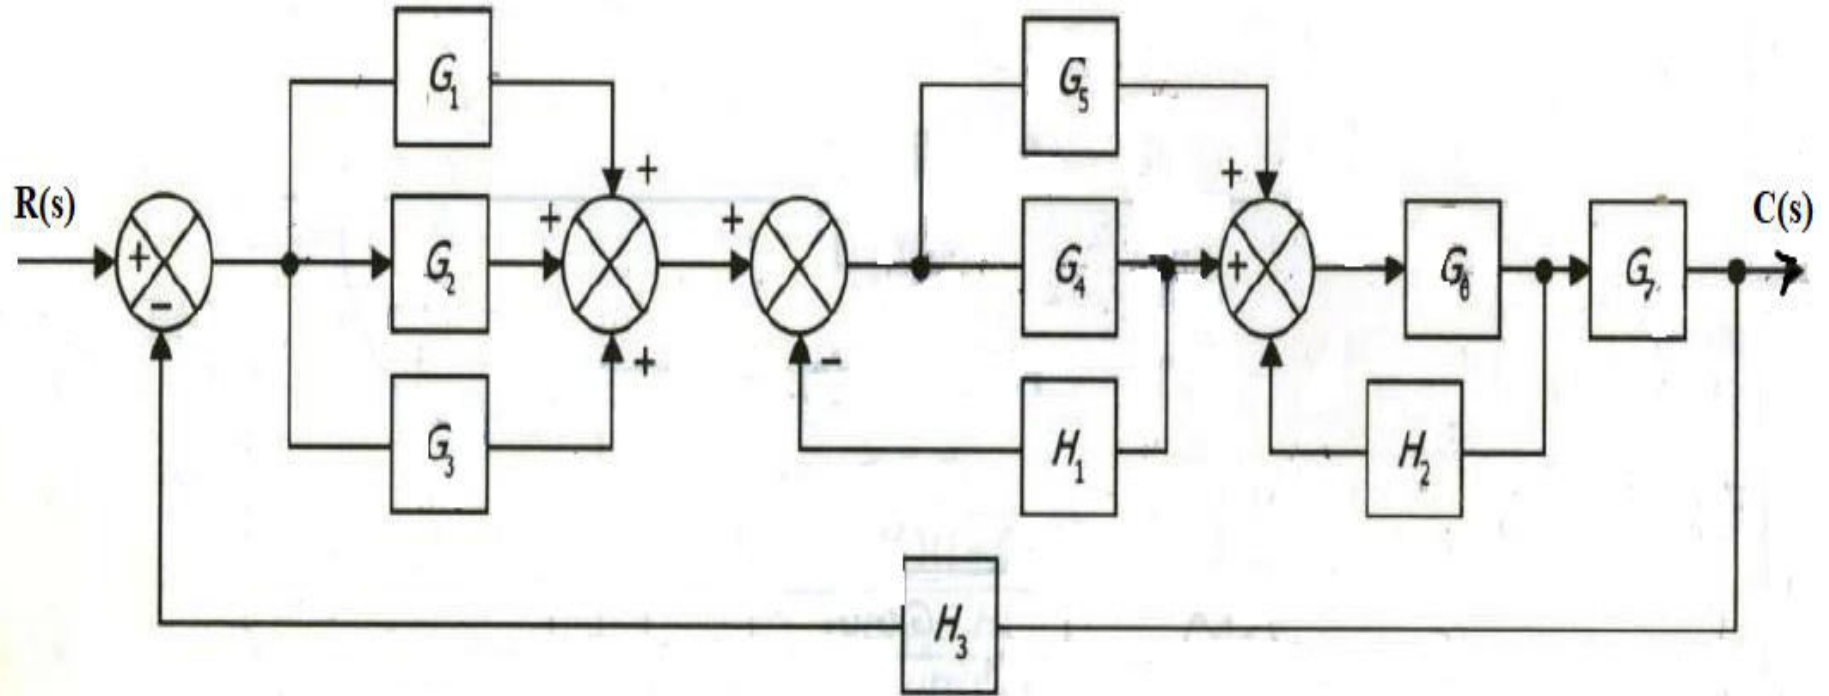 G1
G5
+
+
R(s)
+
-
G2
+
+
G4
+
G6
G7
C(s)
+
-
G3
H1
H2
H3